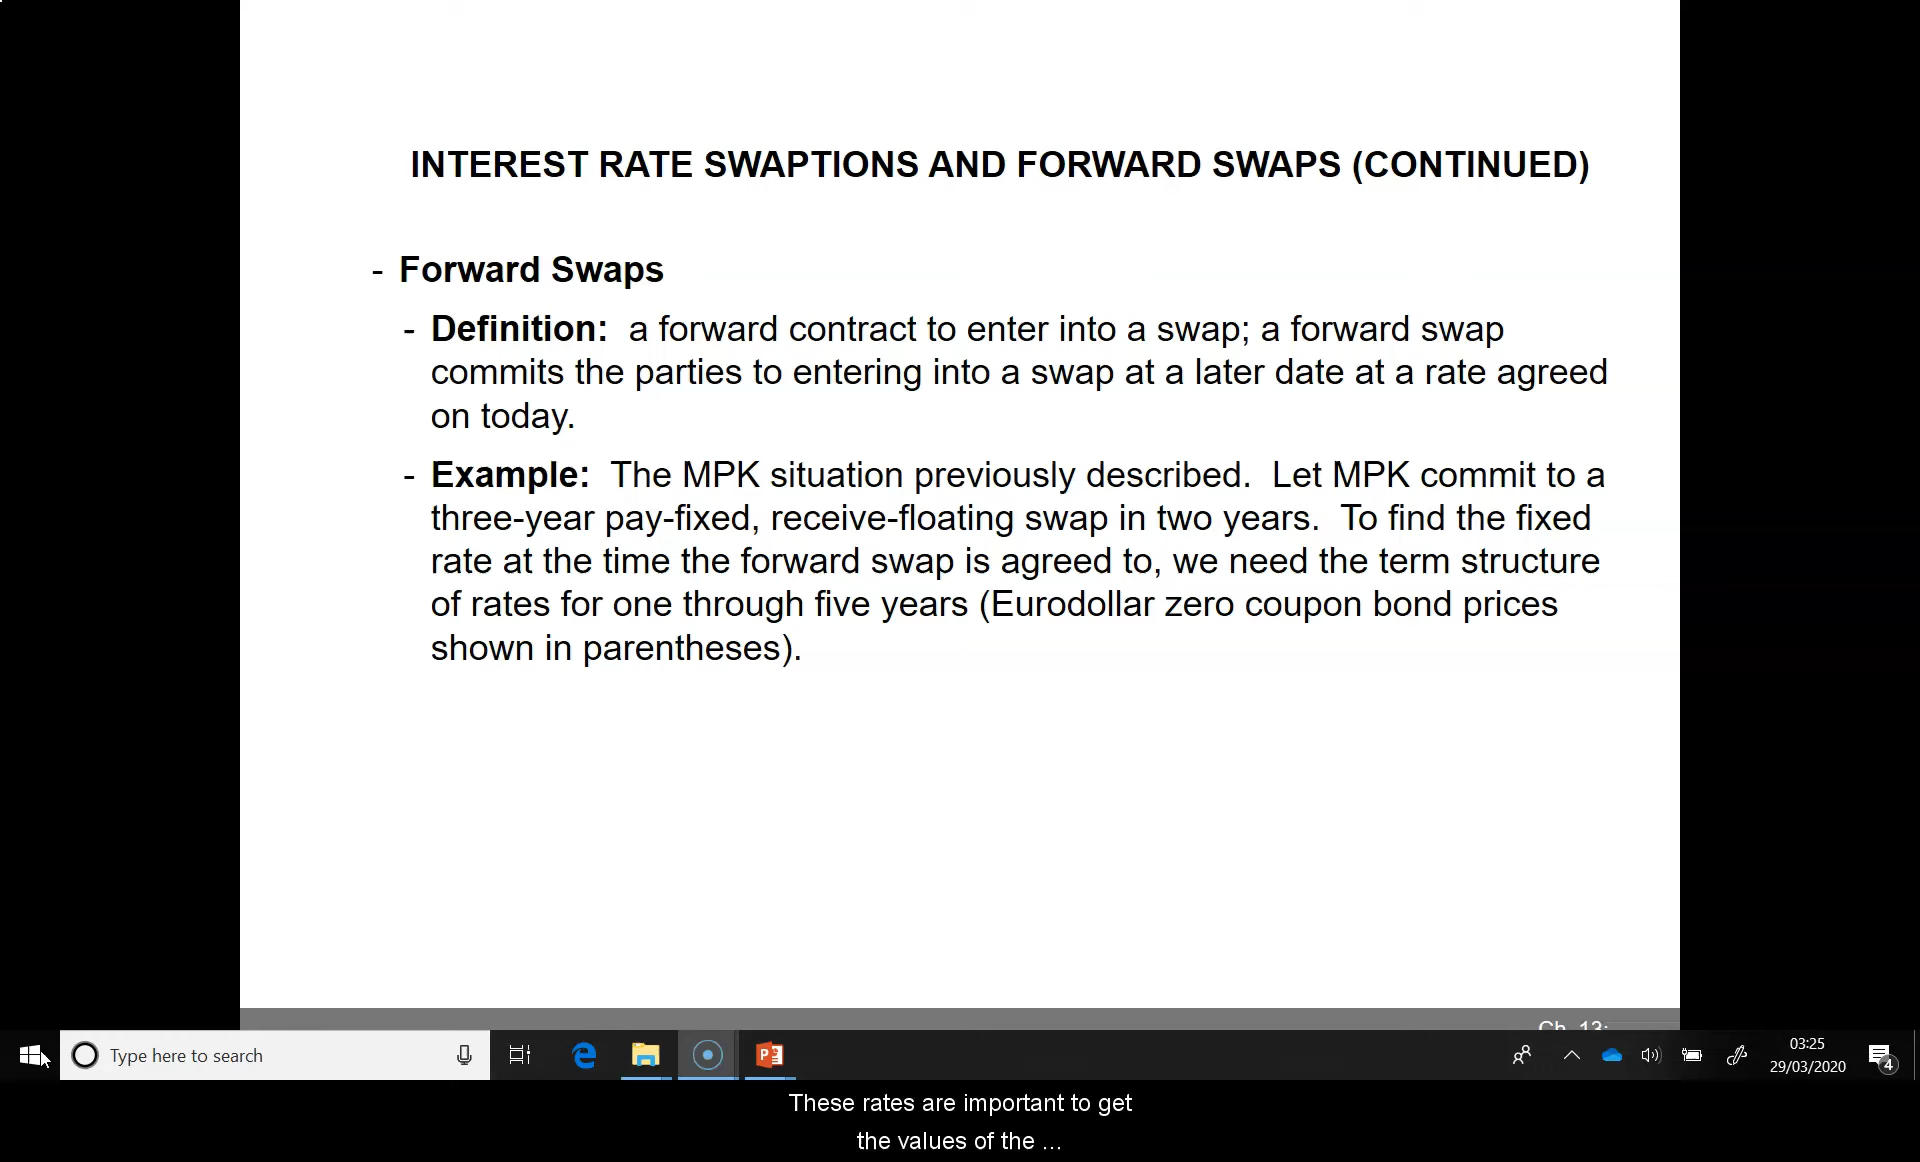 INTEREST RATE SWAPTIONS AND FORWARD SWAPS (CONTINUED)
- Forward Swaps
- Definition: a forward contract to enter into a swap; a forward swap
commits the parties to entering into a swap at a later date at a rate agreed
on today.
- Example: The MPK situation previously described. Let MPK commit to a
three-year pay-fixed, receive-floating swap in two years. To find the fixed
rate at the time the forward swap is agreed to, we need the term structure
of rates for one through five years (Eurodollar zero coupon bond prices
shown in parentheses).
Ch. 13:
Type here to search
03:25
29/03/2020
4
These rates are important to get
the values of the ...